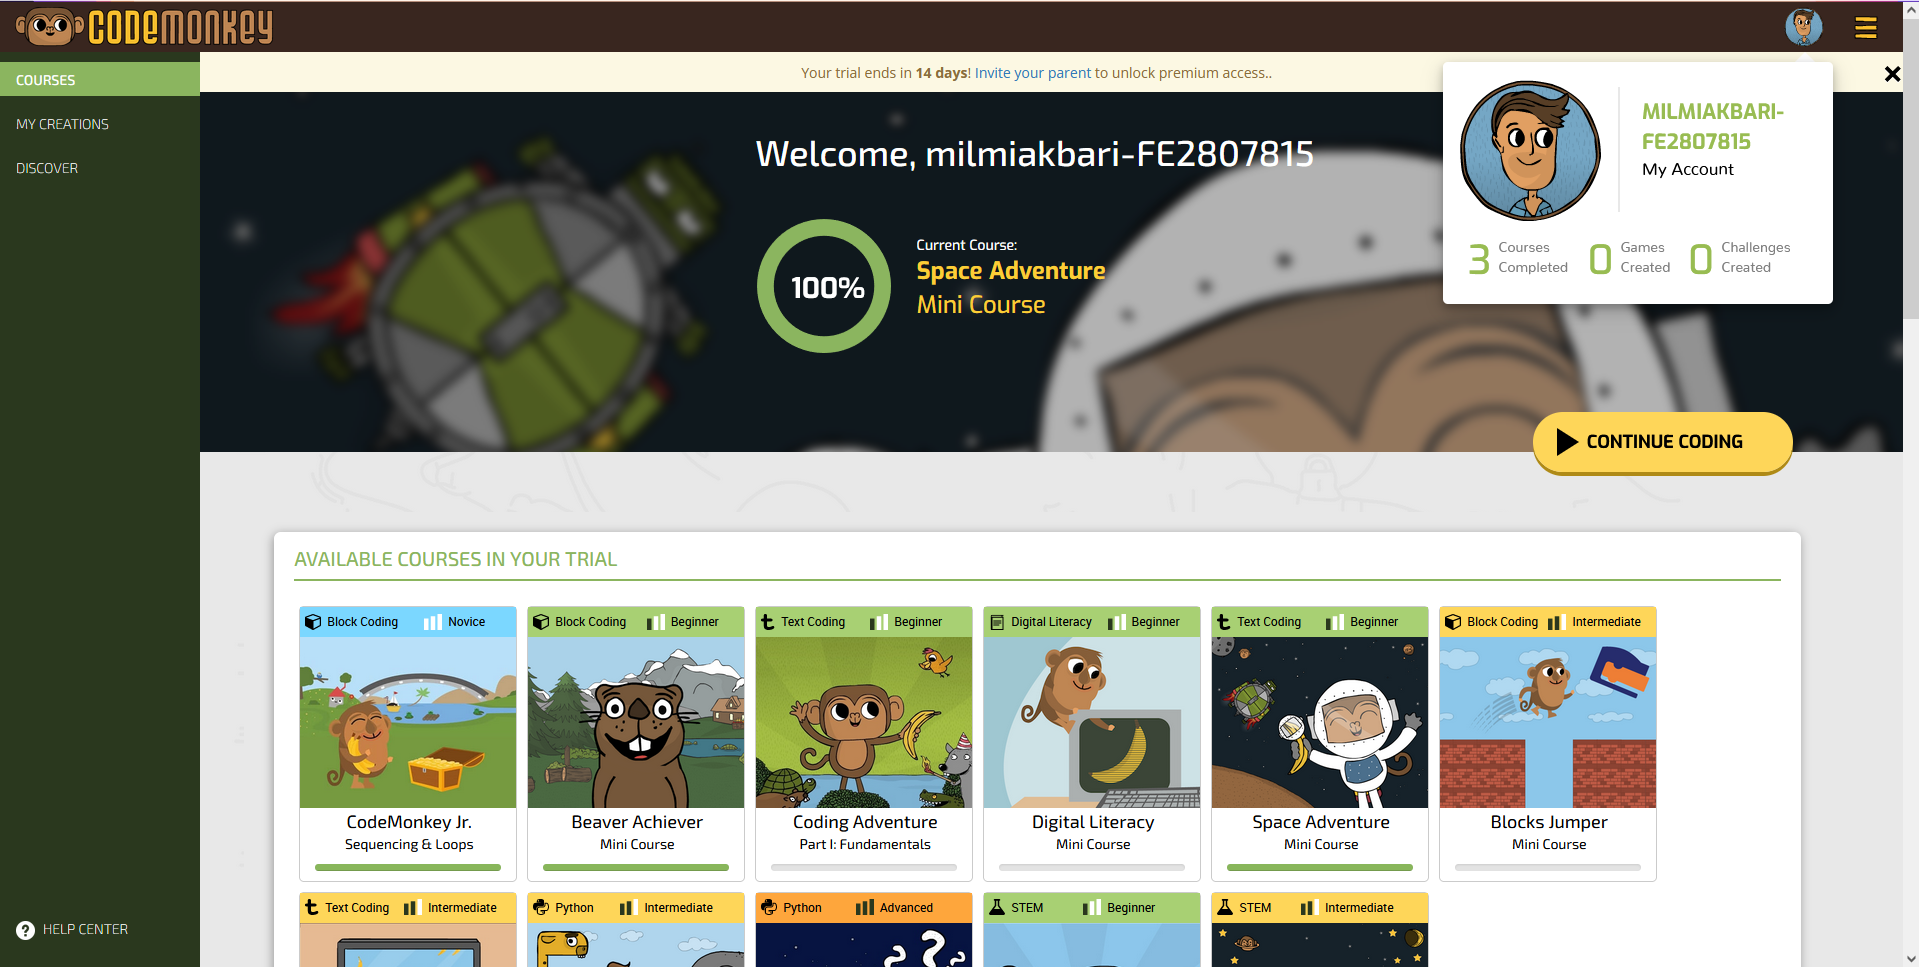 CODEMONKEY
COURSES
MY CREATIONS
DISCOVER
HELP CENTER
Your trial ends in 14 days! Invite your parent to unlock premium access..
Welcome, milmiakbari-FE2807815
100%
Current Course:
Space Adventure
Mini Course
MILMIAKBARI-
FE2807815
My Account
3 Courses Completed
0 Games Created
0 Challenges Created
CONTINUE CODING
AVAILABLE COURSES IN YOUR TRIAL
Block Coding Novice
CodeMonkey Jr.
Sequencing & Loops
Block Coding Beginner
Beaver Achiever
Mini Course
Text Coding Beginner
Coding Adventure
Part I: Fundamentals
Digital Literacy Beginner
Digital Literacy
Mini Course
Text Coding Beginner
Space Adventure
Mini Course
Block Coding Intermediate
Blocks Jumper
Mini Course
Text Coding Intermediate
Python Intermediate
Python Advanced
STEM Beginner
STEM Intermediate